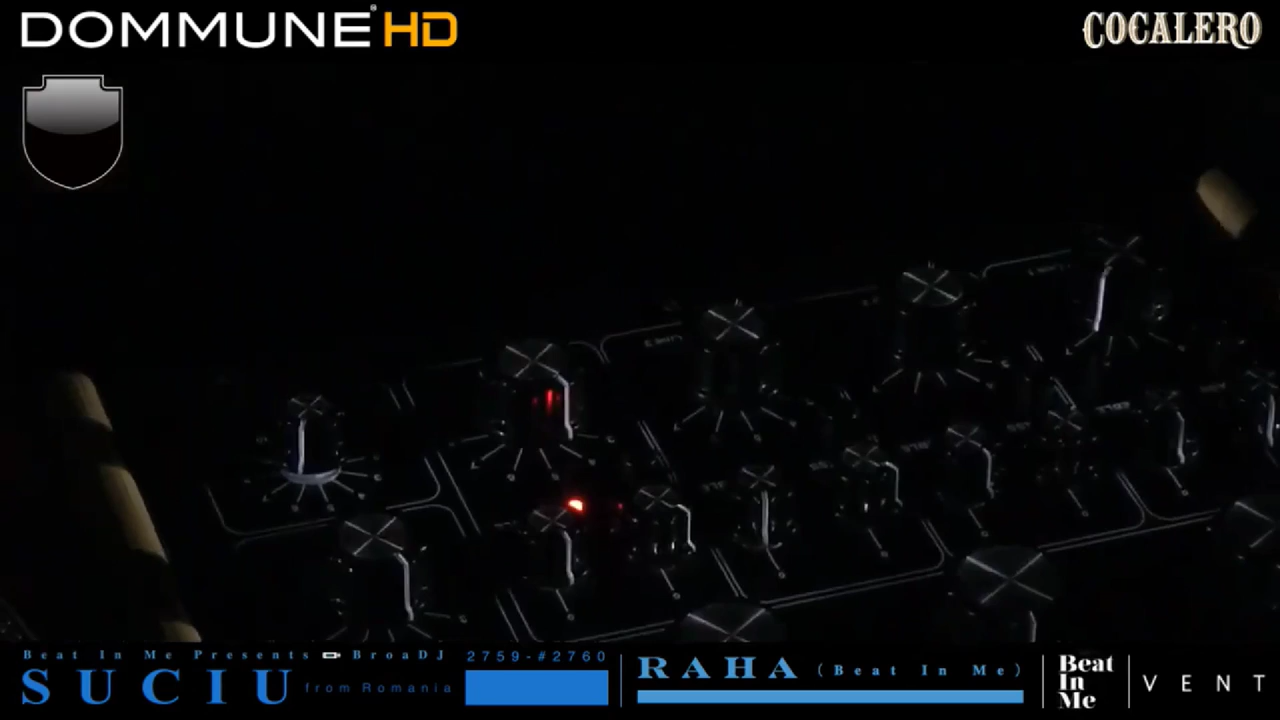 DOMMUNE® HD
COCALERO
Beat In Me Presents BroADJ 2759-#2760
SUCIU from Romania
RAHA (Beat In Me)
Beat
In
Me
VENT